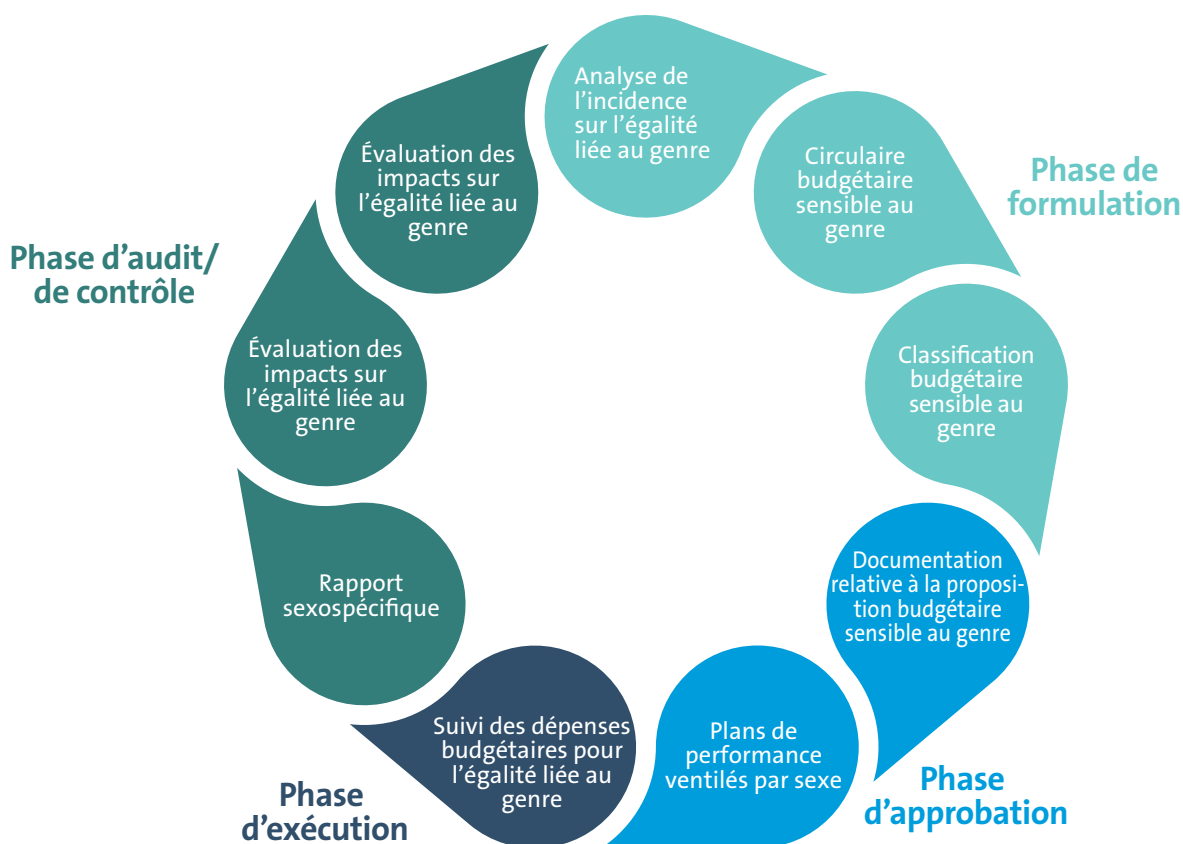 Analyse de
l'incidence
sur l'égalité
liée au genre
Circulaire
budgétaire
sensible au
genre
Phase de
formulation
Classification
budgétaire
sensible au
genre
Documentation
relative à la proposi-
tion budgétaire
sensible au genre
Plans de
performance
ventilés par sexe
Phase
d'approbation
Suivi des dépenses
budgétaires pour
l'égalité liée au
genre
Phase
d'exécution
Rapport
sexospécifique
Évaluation des
impacts sur
l'égalité liée au
genre
Phase d'audit/
de contrôle
Évaluation des
impacts sur
l'égalité liée au
genre